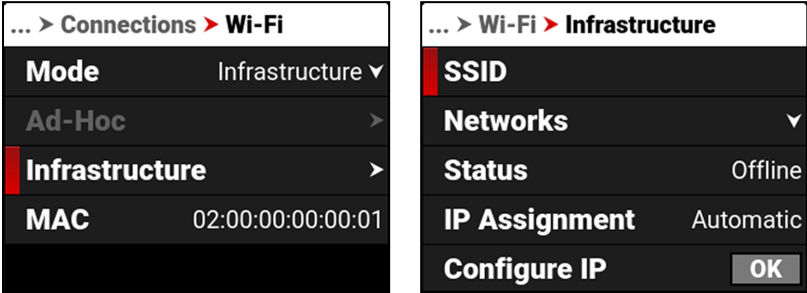 ... > Connections > Wi-Fi
Mode Infrastructure
Ad-Hoc >
Infrastructure >
MAC 02:00:00:00:00:01
... > Wi-Fi > Infrastructure
SSID
Networks
Status Offline
IP Assignment Automatic
Configure IP OK